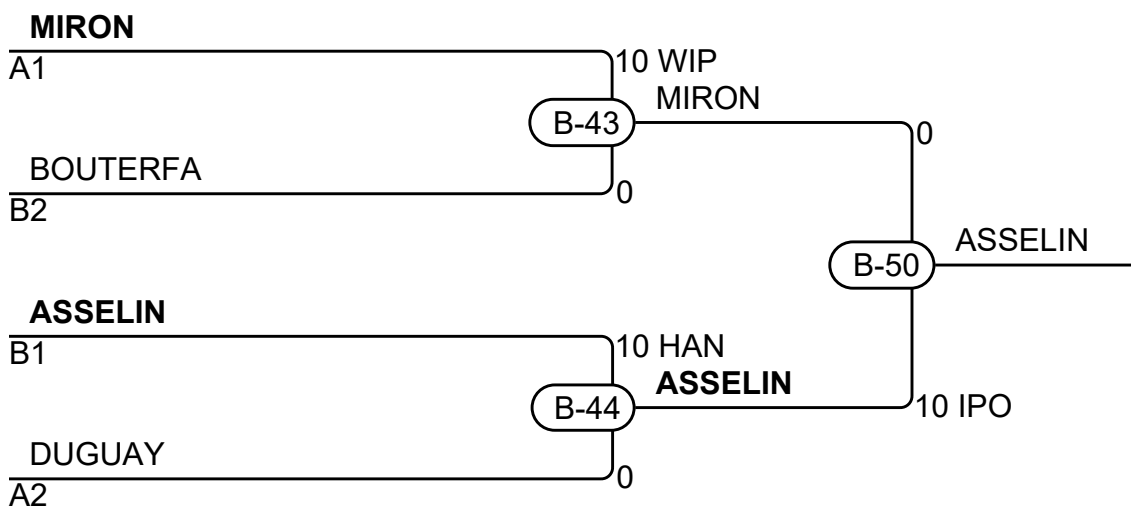 MIRON
A1
10 WIP
B-43
MIRON
0
BOUTERFA
B2
0
B-50
ASSELIN
ASSELIN
B1
10 HAN
B-44
ASSELIN
10 IPO
DUGUAY
A2
0